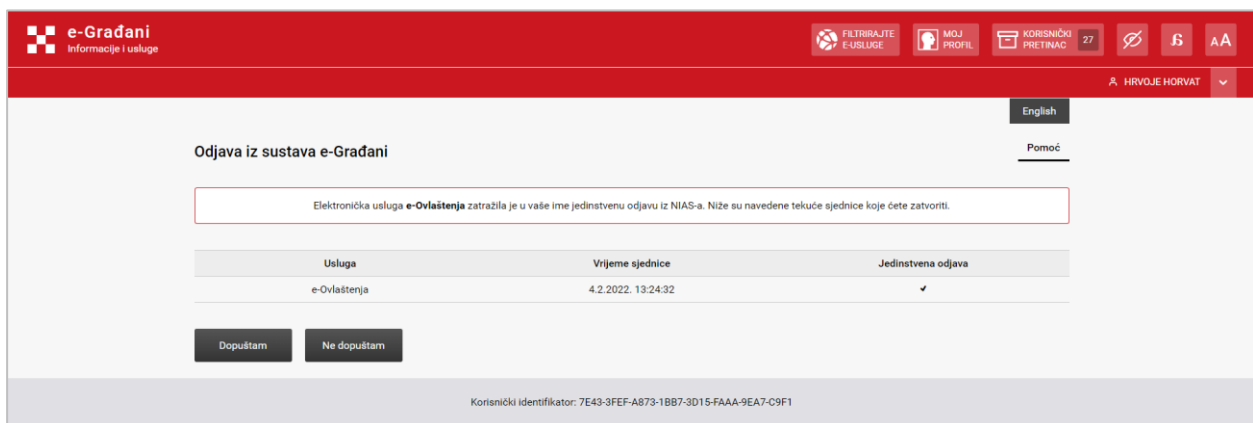 e-Građani
Informacije i usluge
FILTRIRAJTE
E-USLUGE
MOJ
PROFIL
KORISNIČKI
PRETINAC
27
AA
HRVOJE HORVAT
English
Odjava iz sustava e-Građani
Pomoć
Elektronička usluga e-Ovlaštenja zatražila je u vaše ime jedinstvenu odjavu iz NIAS-a. Niže su navedene tekuće sjednice koje ćete zatvoriti.
Usluga Vrijeme sjednice Jedinstvena odjava
e-Ovlaštenja 4.2.2022. 13:24:32 ✔
Dopuštam Ne dopuštam
Korisnički identifikator: 7E43-3FEF-A873-1BB7-3D15-FAAA-9EA7-C9F1